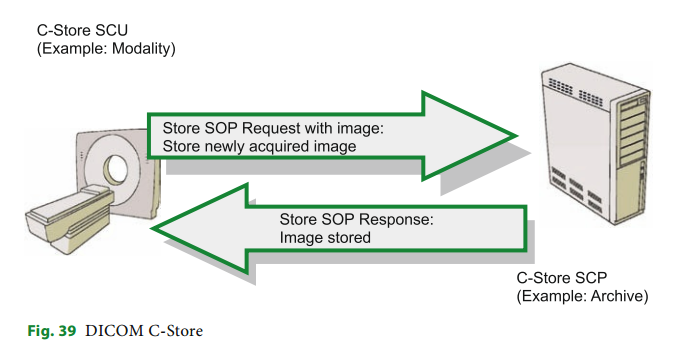 C-Store SCU
(Example: Modality)
Store SOP Request with image:
Store newly acquired image
Store SOP Response:
Image stored
C-Store SCP
(Example: Archive)
Fig. 39 DICOM C-Store